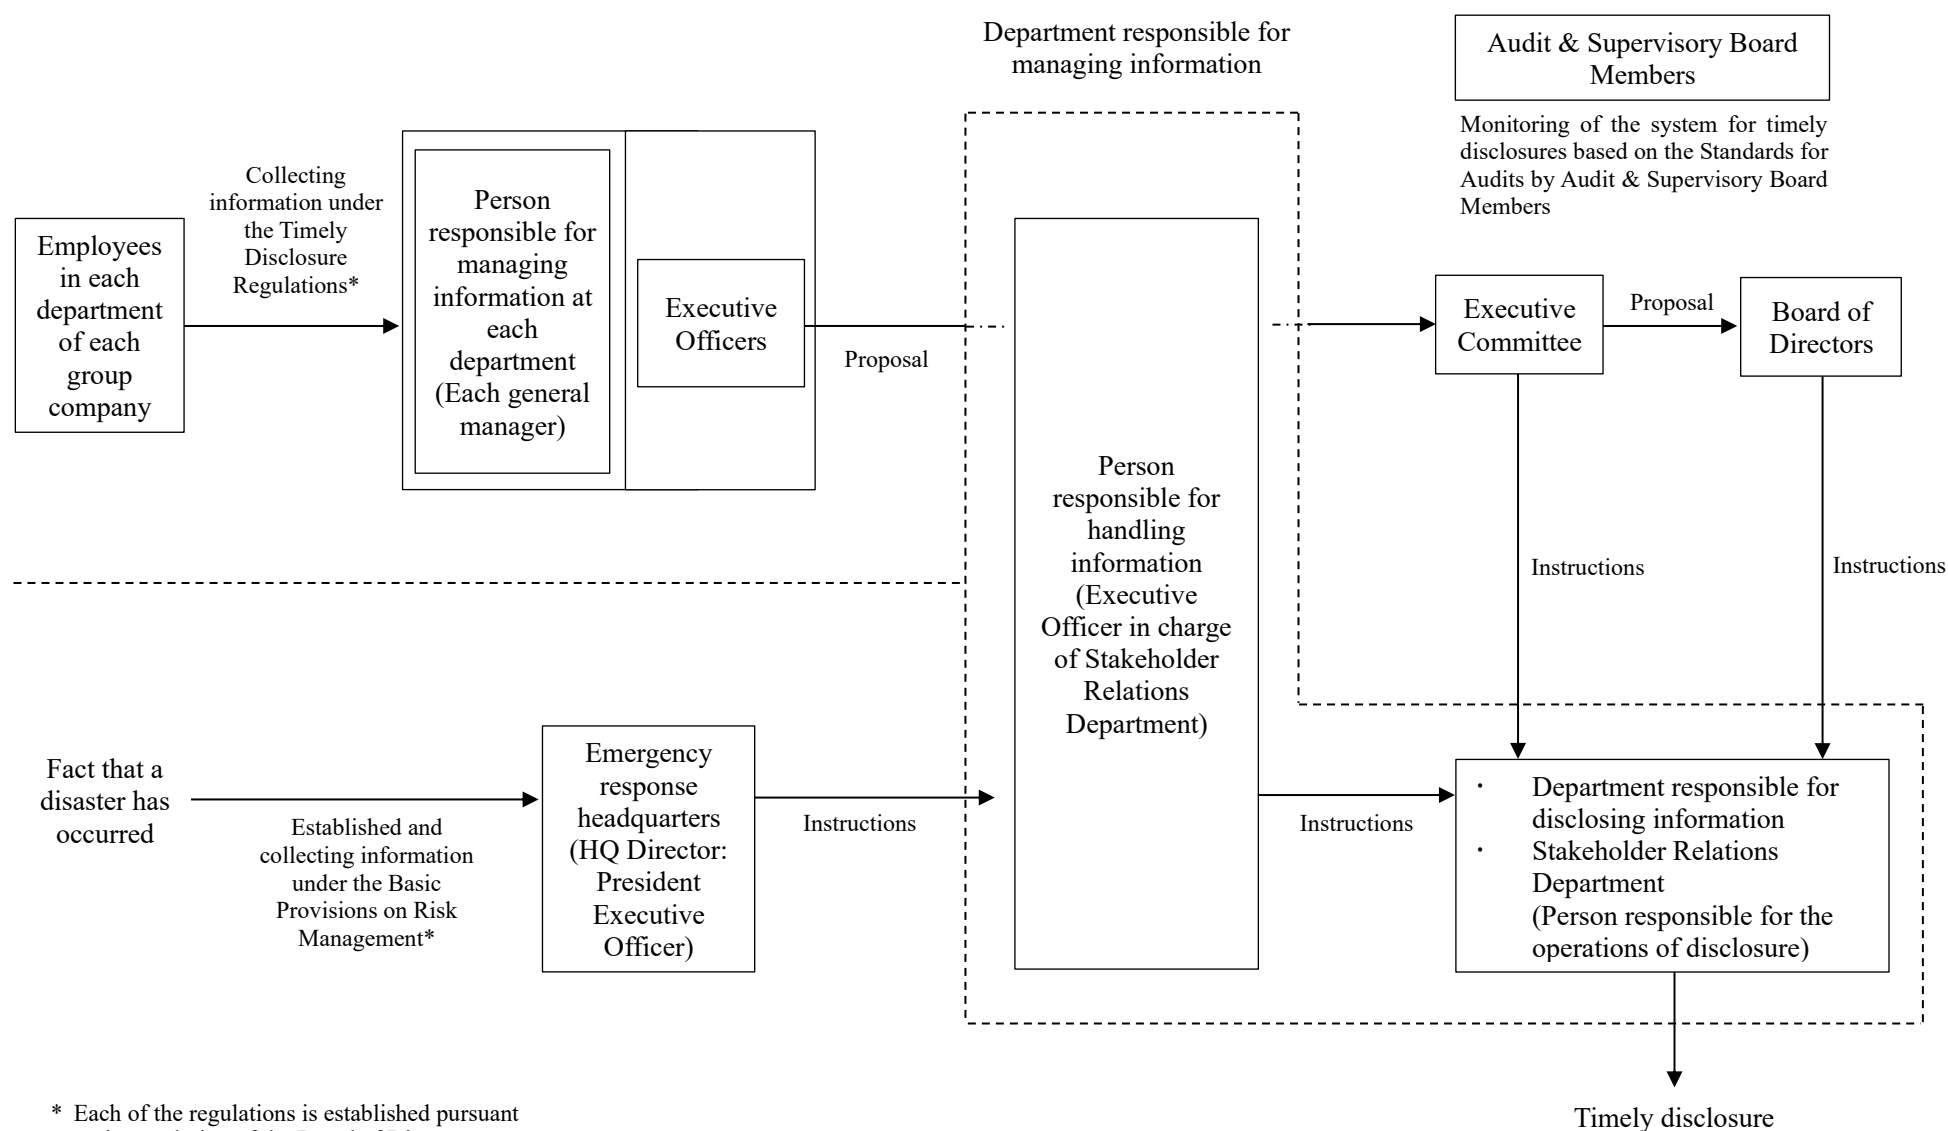 Department responsible for
managing information
Audit & Supervisory Board
Members
Monitoring of the system for timely
disclosures based on the Standards for
Audits by Audit & Supervisory Board
Members
Employees
in each
department
of each
group
company
Collecting
information under
the Timely
Disclosure
Regulations*
Person
responsible for
managing
information at
each
department
(Each general
manager)
Executive
Officers
Proposal
Person
responsible for
handling
information
(Executive
Officer in charge
of Stakeholder
Relations
Department)
Executive
Committee
Proposal
Board of
Directors
Instructions
Instructions
Fact that a
disaster has
occurred
Established and
collecting information
under the Basic
Provisions on Risk
Management*
Emergency
response
headquarters
(HQ Director:
President
Executive
Officer)
Instructions
Instructions
・ Department responsible for
disclosing information
・ Stakeholder Relations
Department
(Person responsible for the
operations of disclosure)
* Each of the regulations is established pursuant
Timely disclosure